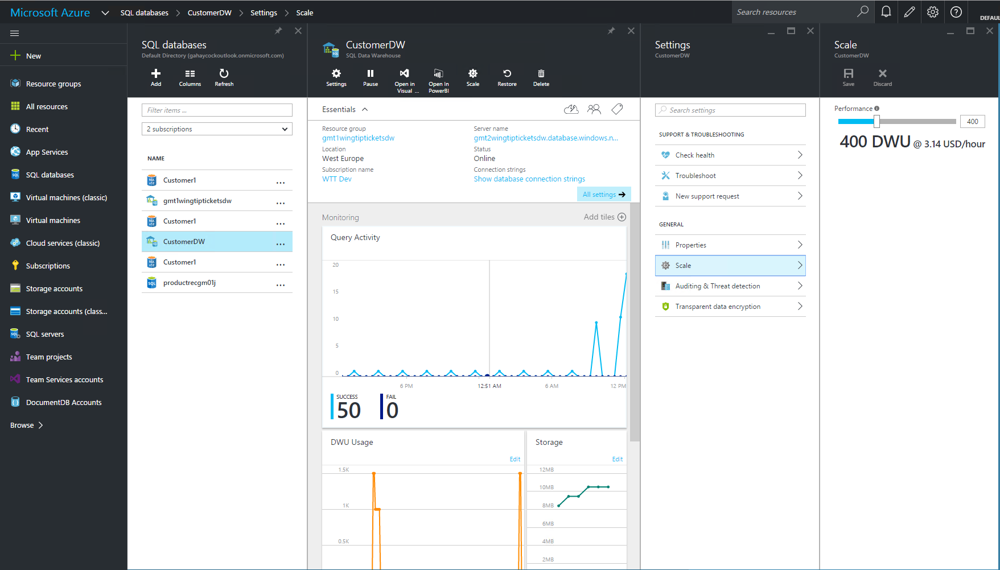 Microsoft Azure
SQL databases
CustomerDW
Settings
Scale
Search resources
DEFAUL
New
Resource groups
All resources
Recent
App Services
SQL databases
Virtual machines (classic)
Virtual machines
Cloud services (classic)
Subscriptions
Storage accounts
Storage accounts (class...
SQL servers
Team projects
Team Services accounts
DocumentDB Accounts
Browse
SQL databases
Default Directory (gahaycockoutlook.onmicrosoft.com)
Add
Columns
Refresh
Filter items ...
2 subscriptions
NAME
Customer1
...
gmt1wingtipticketsdw
...
Customer1
...
CustomerDW
...
Customer1
...
productrecgm01j
...
CustomerDW
SQL Data Warehouse
Settings
Pause
Open in
Visual ...
Open In
PowerBI
Scale
Restore
Delete
Essentials
Resource group
gmt1wingtipticketsdw
Location
West Europe
Subscription name
WTT Dev
Server name
gmt2wingtipticketsdw.database.windows.n...
Status
Online
Connection strings
Show database connection strings
All settings
Monitoring
Add tiles
Query Activity
20
15
10
5
0
6 PM
12:51 AM
6 AM
12 PM
SUCCESS
50
FAIL
0
DWU Usage
Edit
1.5K
1K
0.5K
Storage
Edit
12MB
10MB
8MB
6MB
4MB
2MB
Settings
CustomerDW
Search settings
SUPPORT & TROUBLESHOOTING
Check health
Troubleshoot
New support request
GENERAL
Properties
Scale
Auditing & Threat detection
Transparent data encryption
Scale
CustomerDW
Save
Discard
Performance
400
400 DWU @ 3.14 USD/hour